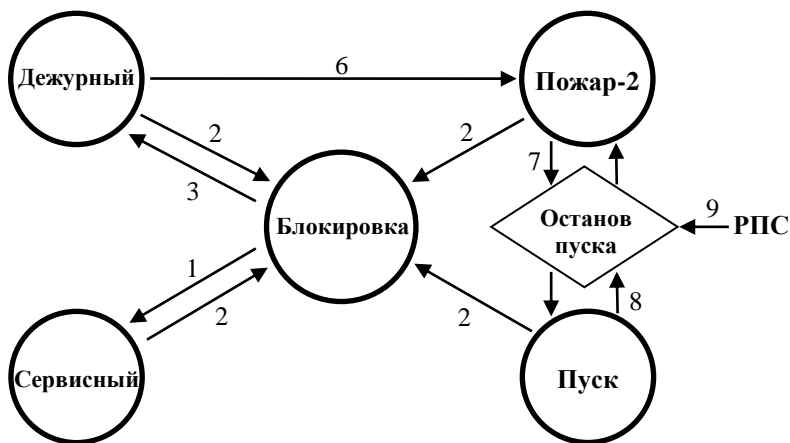 Дежурный
6
Пожар-2
2
2
3
7
Блокировка
Останов
пуска
9
РПС
1
2
2
8
Сервисный
Пуск